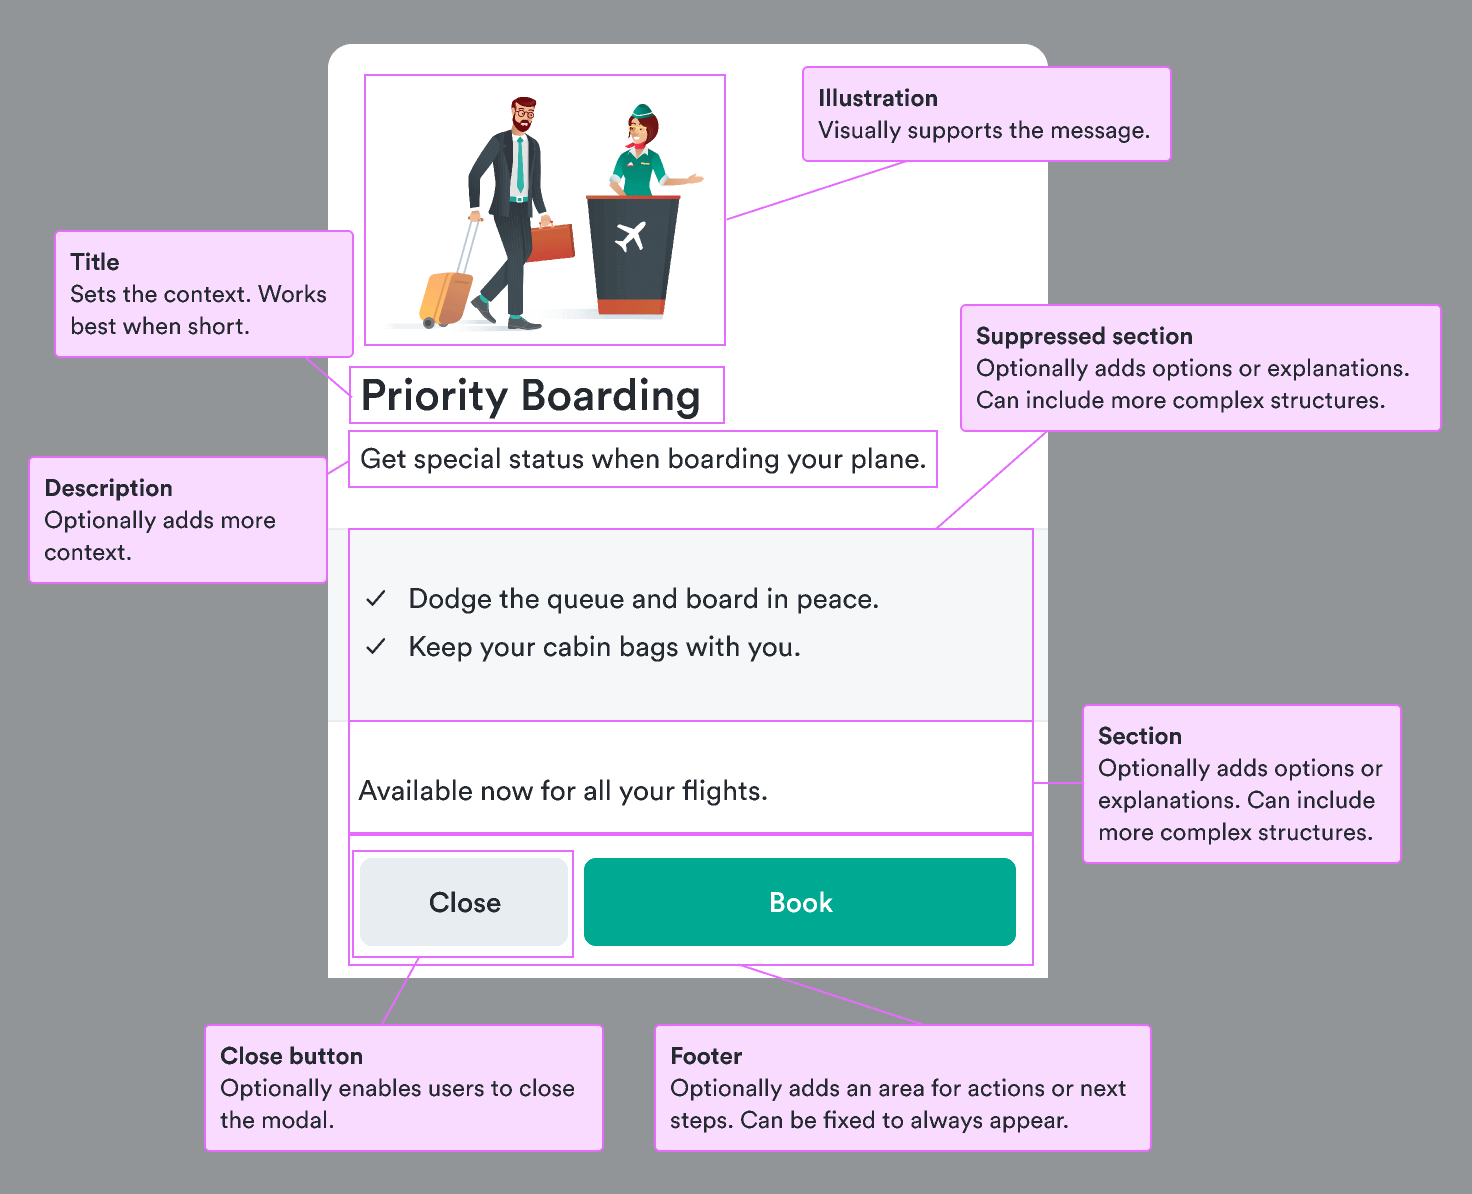 Illustration
Visually supports the message.
Title
Sets the context. Works
best when short.
Suppressed section
Optionally adds options or explanations.
Can include more complex structures.
Priority Boarding
Get special status when boarding your plane.
Description
Optionally adds more
context.
Dodge the queue and board in peace.
Keep your cabin bags with you.
Section
Optionally adds options or
explanations. Can include
more complex structures.
Available now for all your flights.
Close
Book
Close button
Optionally enables users to close
the modal.
Footer
Optionally adds an area for actions or next
steps. Can be fixed to always appear.